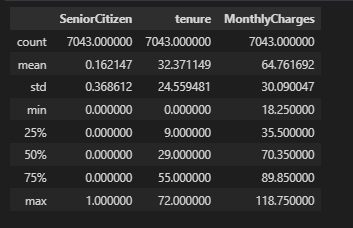 SeniorCitizen tenure MonthlyCharges
count 7043.000000 7043.000000 7043.000000
mean 0.162147 32.371149 64.761692
std 0.368612 24.559481 30.090047
min 0.000000 0.000000 18.250000
25% 0.000000 9.000000 35.500000
50% 0.000000 29.000000 70.350000
75% 0.000000 55.000000 89.850000
max 1.000000 72.000000 118.750000